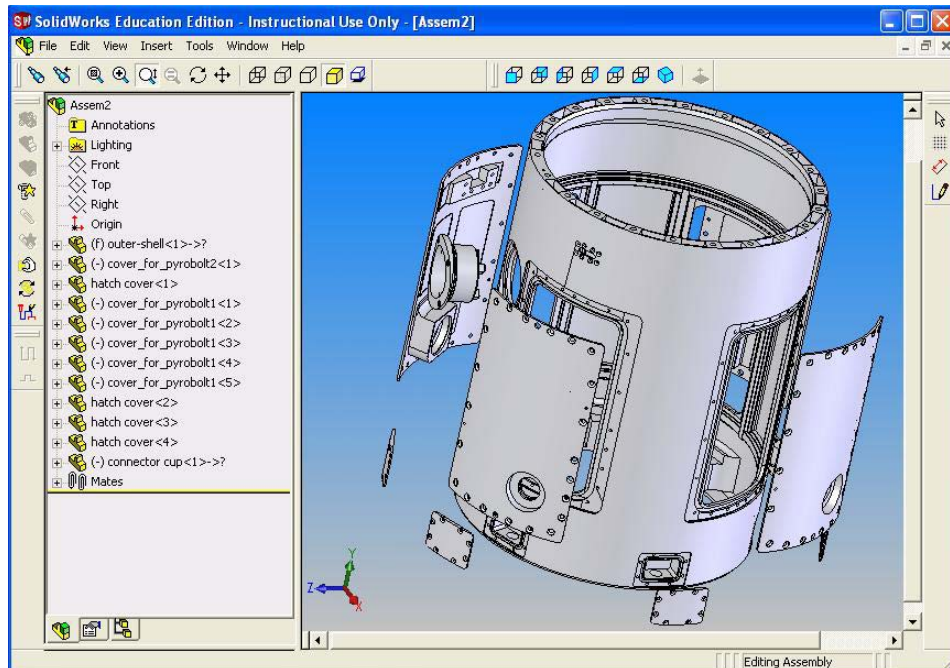 SW SolidWorks Education Edition - Instructional Use Only - [Assem2]
File Edit View Insert Tools Window Help
Assem2
Annotations
Lighting
Front
Top
Right
Origin
(f) outer-shell<1>->?
(-) cover_for_pyrobolt2<1>
hatch cover<1>
(-) cover_for_pyrobolt1<1>
(-) cover_for_pyrobolt1<2>
(-) cover_for_pyrobolt1<3>
(-) cover_for_pyrobolt1<4>
(-) cover_for_pyrobolt1<5>
hatch cover<2>
hatch cover<3>
hatch cover<4>
(-) connector cup<1>->?
Mates
Y
Z
X
Editing Assembly